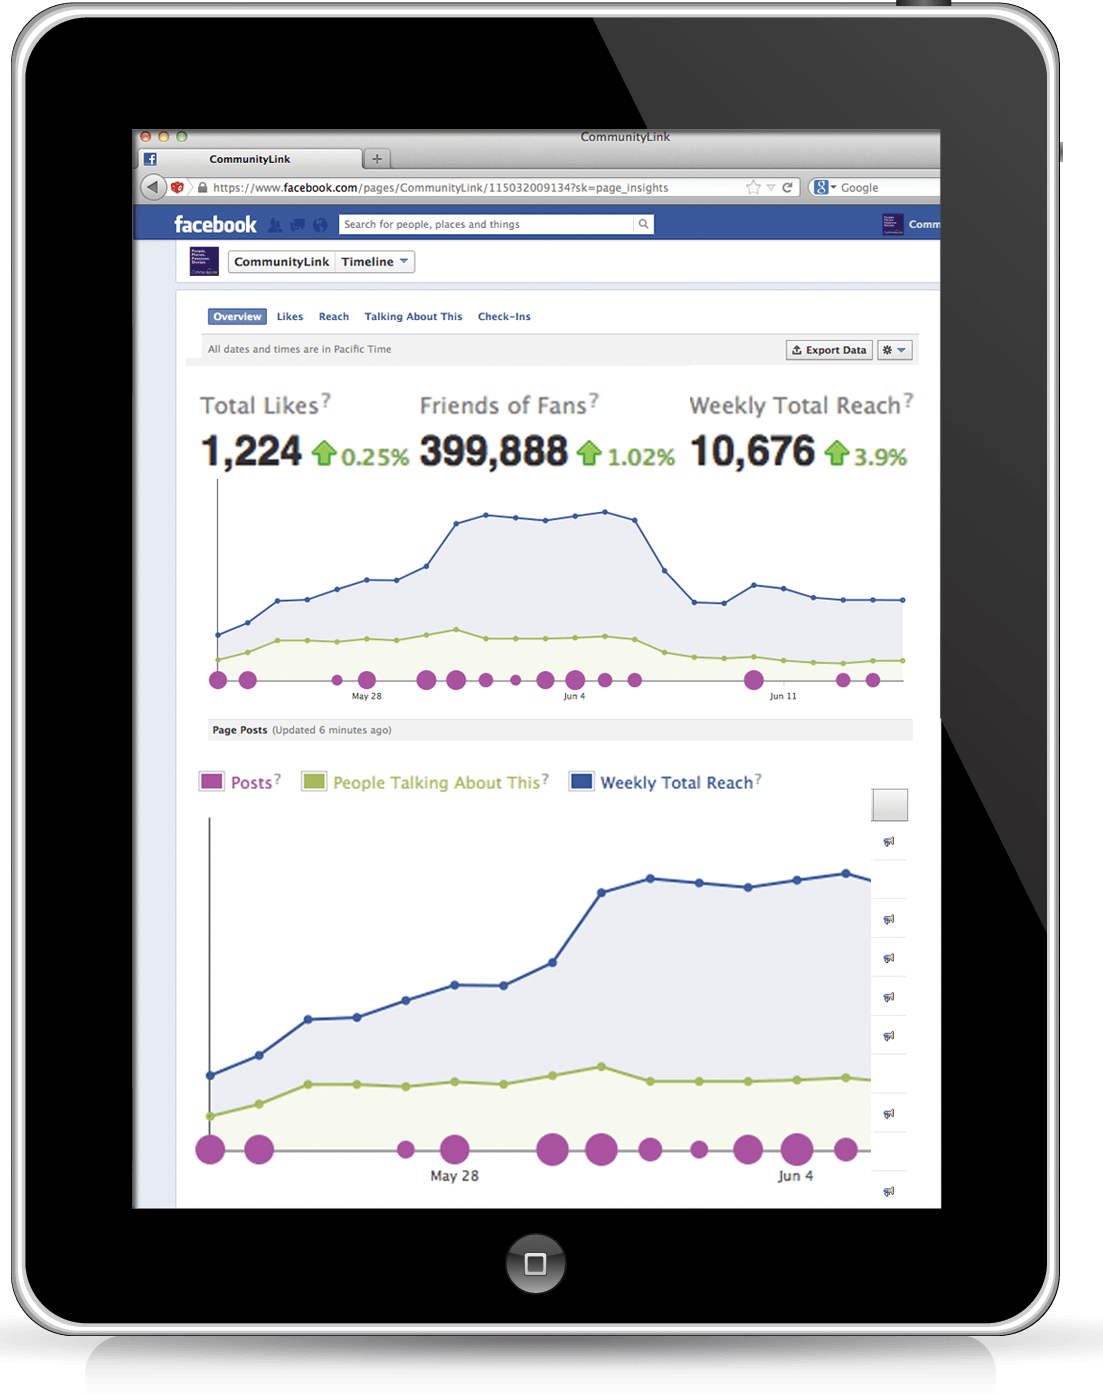 CommunityLink
CommunityLink
https://www.facebook.com/pages/CommunityLink/115032009134?sk=page_insights
Google
facebook
Search for people, places and things
Comm
CommunityLink Timeline
Overview Likes Reach Talking About This Check-Ins
All dates and times are in Pacific Time
Export Data
Total Likes? Friends of Fans? Weekly Total Reach?
1,224 0.25% 399,888 1.02% 10,676 3.9%
May 28 Jun 4 Jun 11
Page Posts (Updated 6 minutes ago)
Posts? People Talking About This? Weekly Total Reach?
May 28 Jun 4